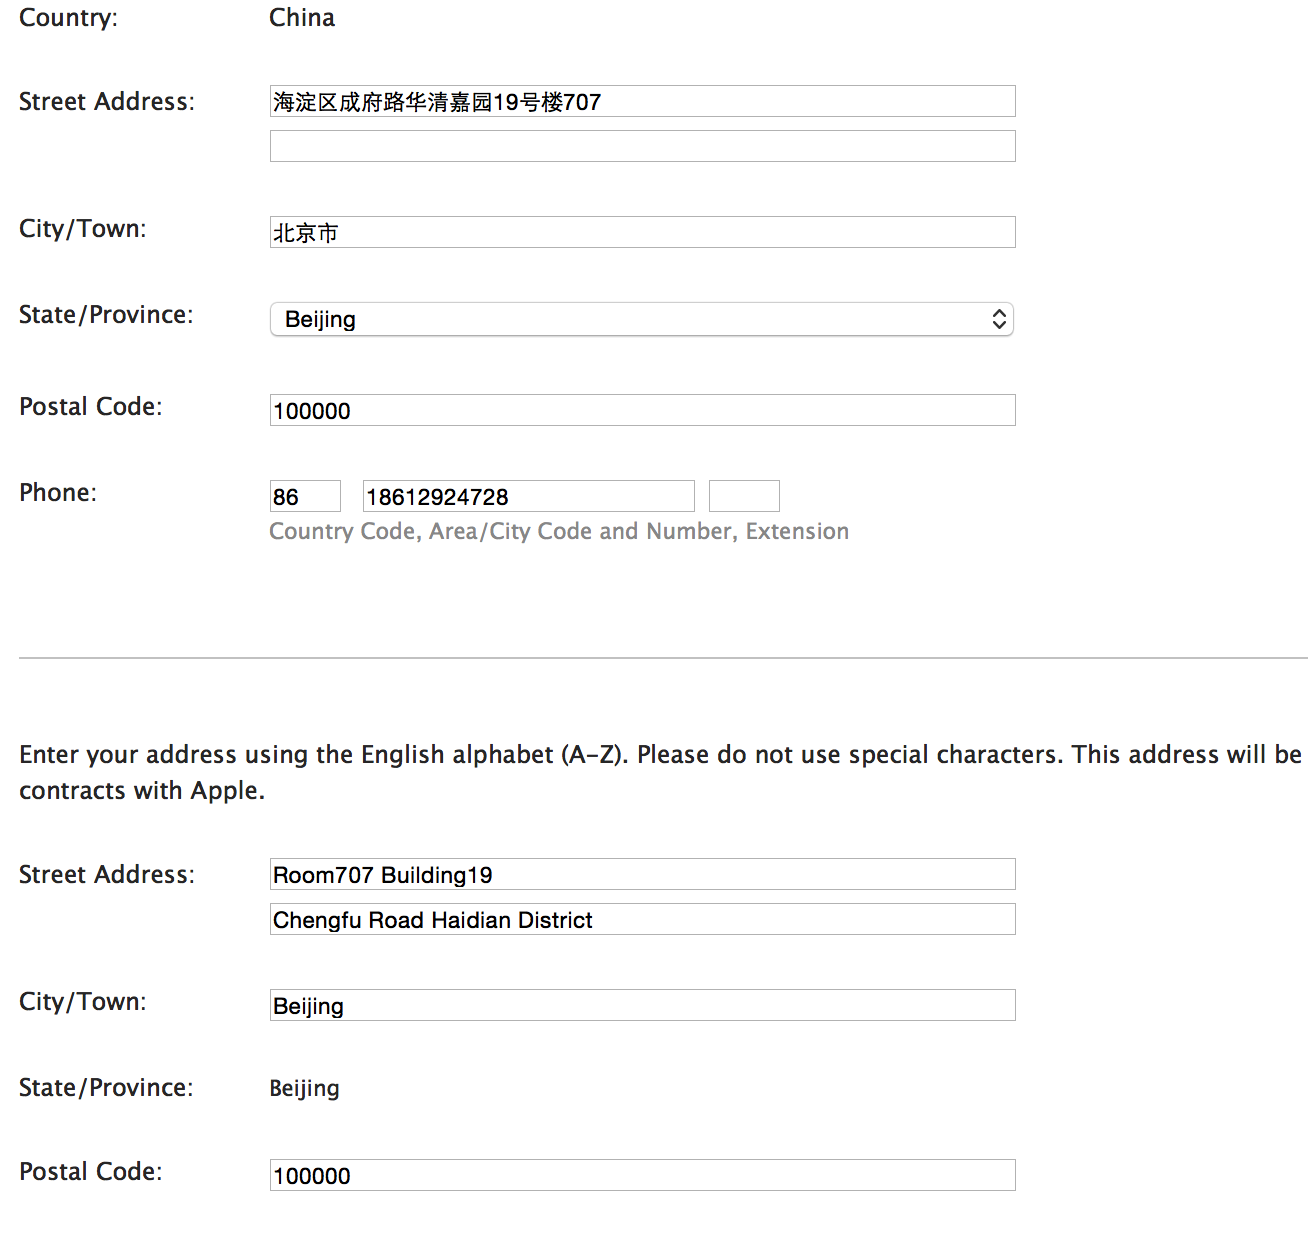 Country: China
Street Address: 海淀区成府路华清嘉园19号楼707
City/Town: 北京市
State/Province: Beijing
Postal Code: 100000
Phone: 86 18612924728
Country Code, Area/City Code and Number, Extension
Enter your address using the English alphabet (A-Z). Please do not use special characters. This address will be
contracts with Apple.
Street Address: Room707 Building19
Chengfu Road Haidian District
City/Town: Beijing
State/Province: Beijing
Postal Code: 100000